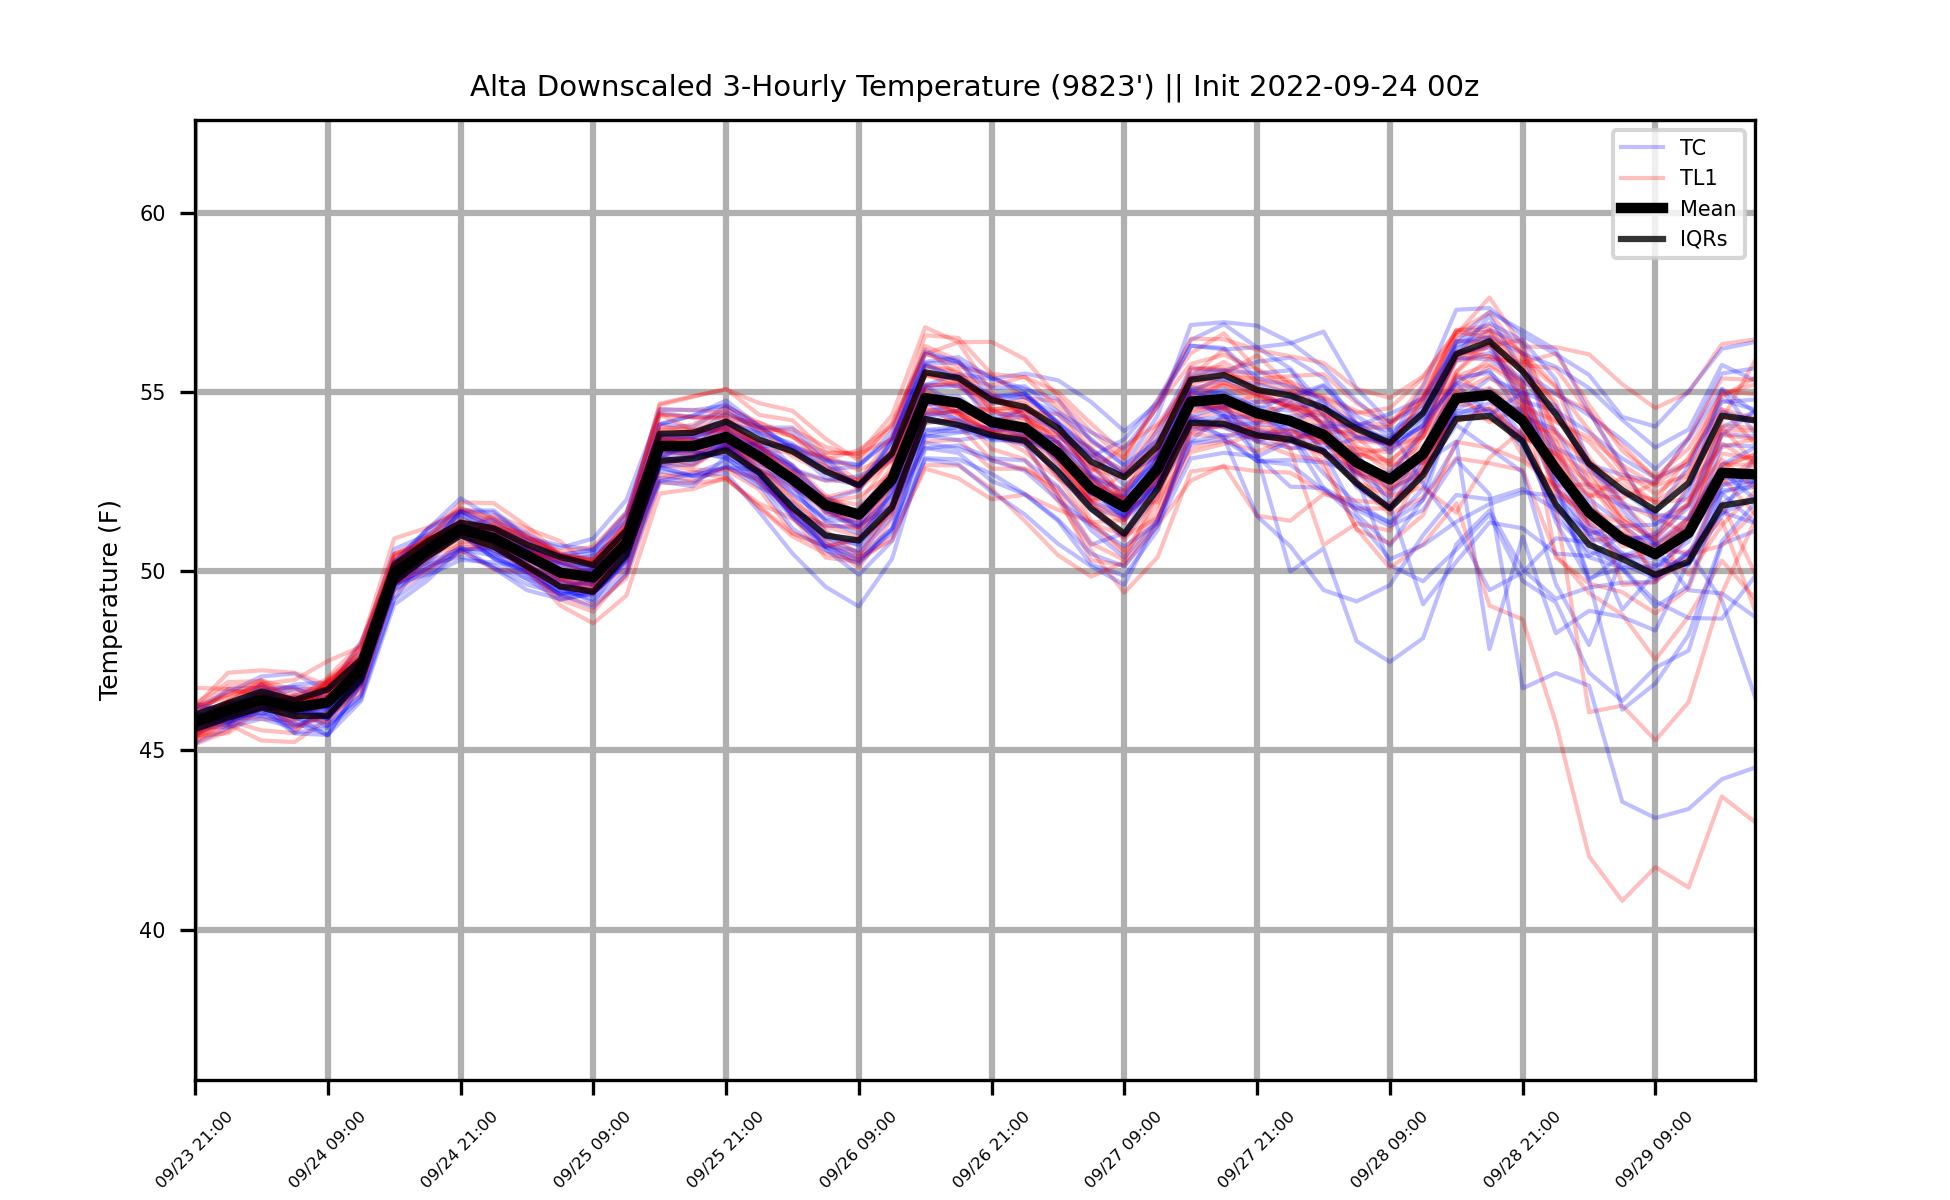 Alta Downscaled 3-Hourly Temperature (9823') || Init 2022-09-24 00z
TC
TL1
Mean
IQRs
Temperature (F)
60
55
50
45
40
09/23 21:00
09/24 09:00
09/24 21:00
09/25 09:00
09/25 21:00
09/26 09:00
09/26 21:00
09/27 09:00
09/27 21:00
09/28 09:00
09/28 21:00
09/29 09:00